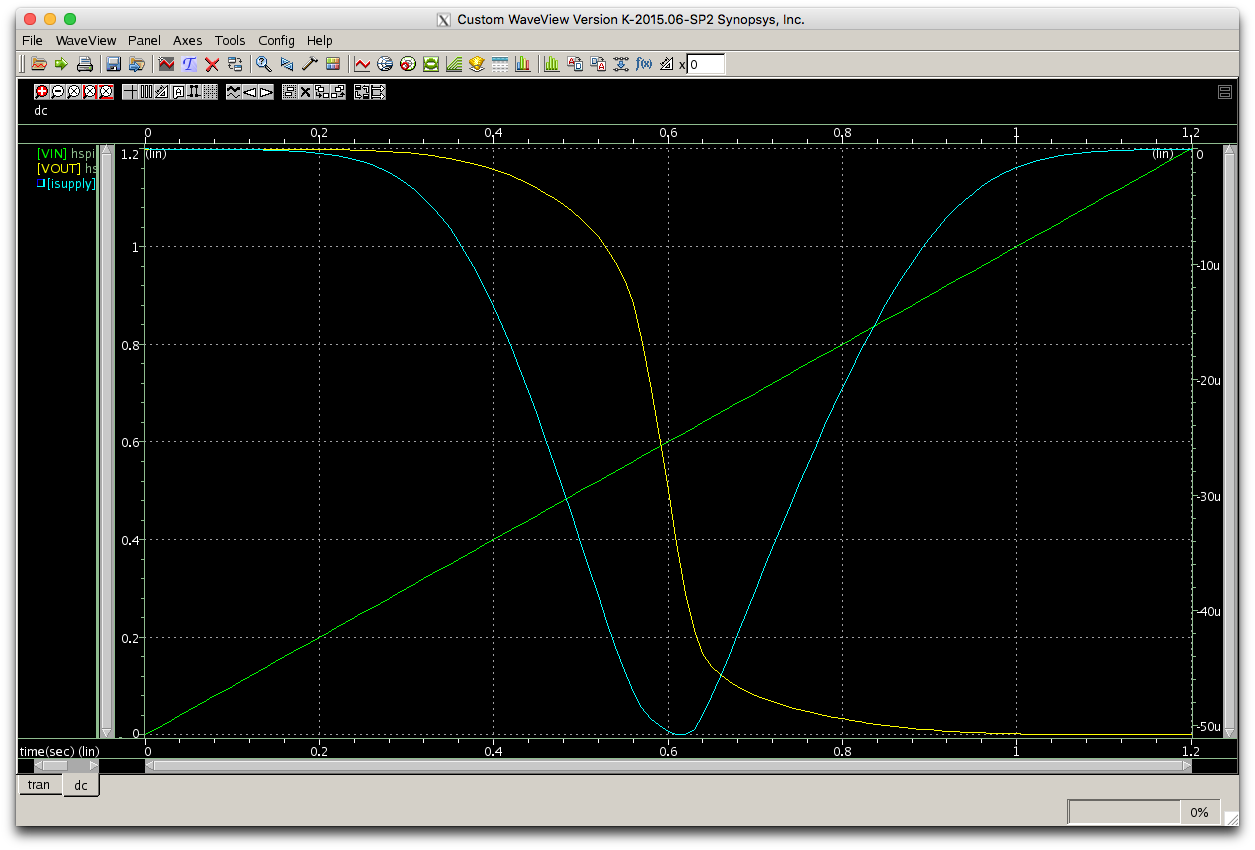 Custom WaveView Version K-2015.06-SP2 Synopsys, Inc.
File WaveView Panel Axes Tools Config Help
x 0
dc
0 0.2 0.4 0.6 0.8 1 1.2
[VIN] hspi
[VOUT] hs
[isupply]
1.2 (lin)
1
0.8
0.6
0.4
0.2
0
(lin) 0
-10u
-20u
-30u
-40u
-50u
time(sec) (lin) 0 0.2 0.4 0.6 0.8 1 1.2
tran dc
0%